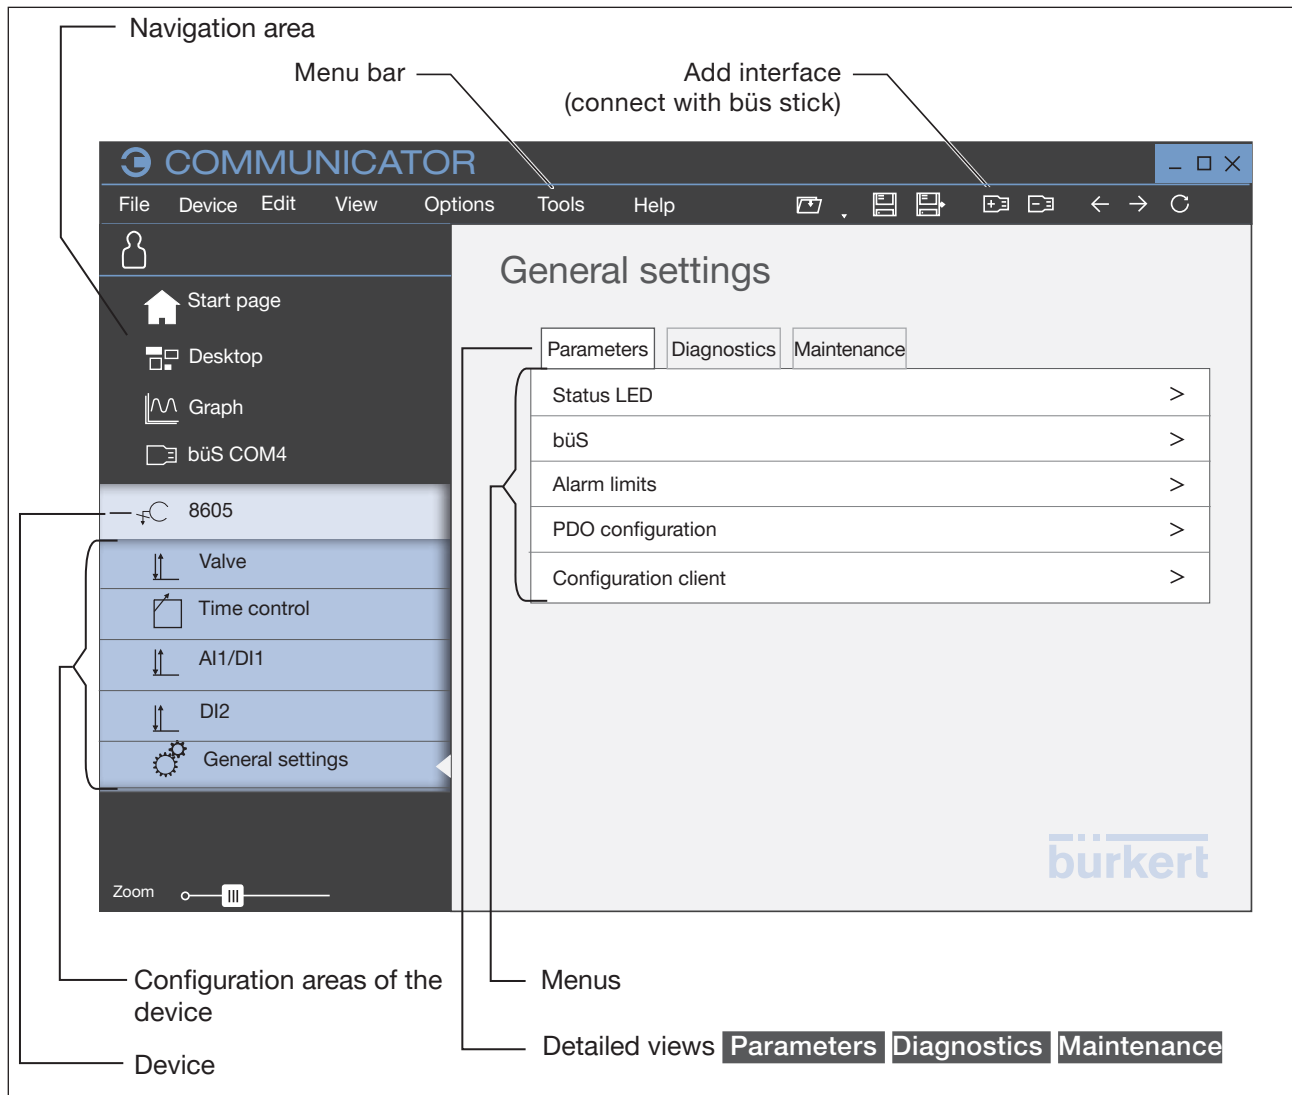 Navigation area
Menu bar
Add interface
(connect with büs stick)
COMMUNICATOR
File Device Edit View Options Tools Help
General settings
Start page
Desktop
Graph
büS COM4
8605
Valve
Time control
AI1/DI1
DI2
General settings
Zoom
Parameters Diagnostics Maintenance
Status LED >
büS >
Alarm limits >
PDO configuration >
Configuration client >
bürkert
Configuration areas of the
device
Device
Menus
Detailed views Parameters Diagnostics Maintenance